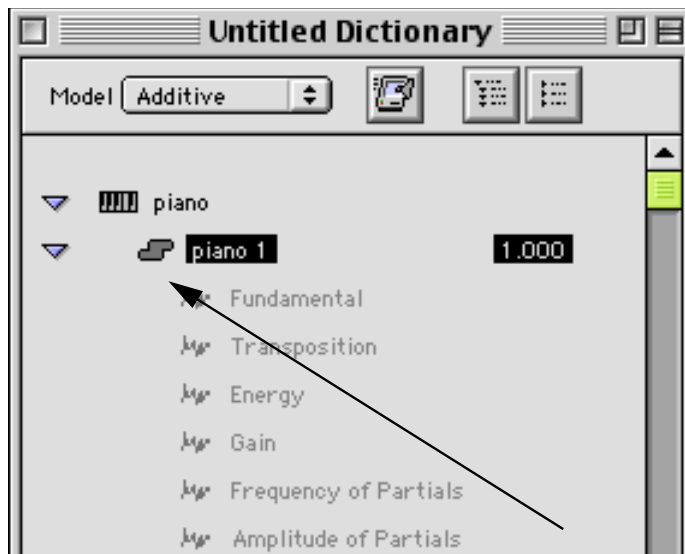 Untitled Dictionary
Model Additive
piano
piano 1 1.000
Fundamental
Transposition
Energy
Gain
Frequency of Partials
Amplitude of Partials